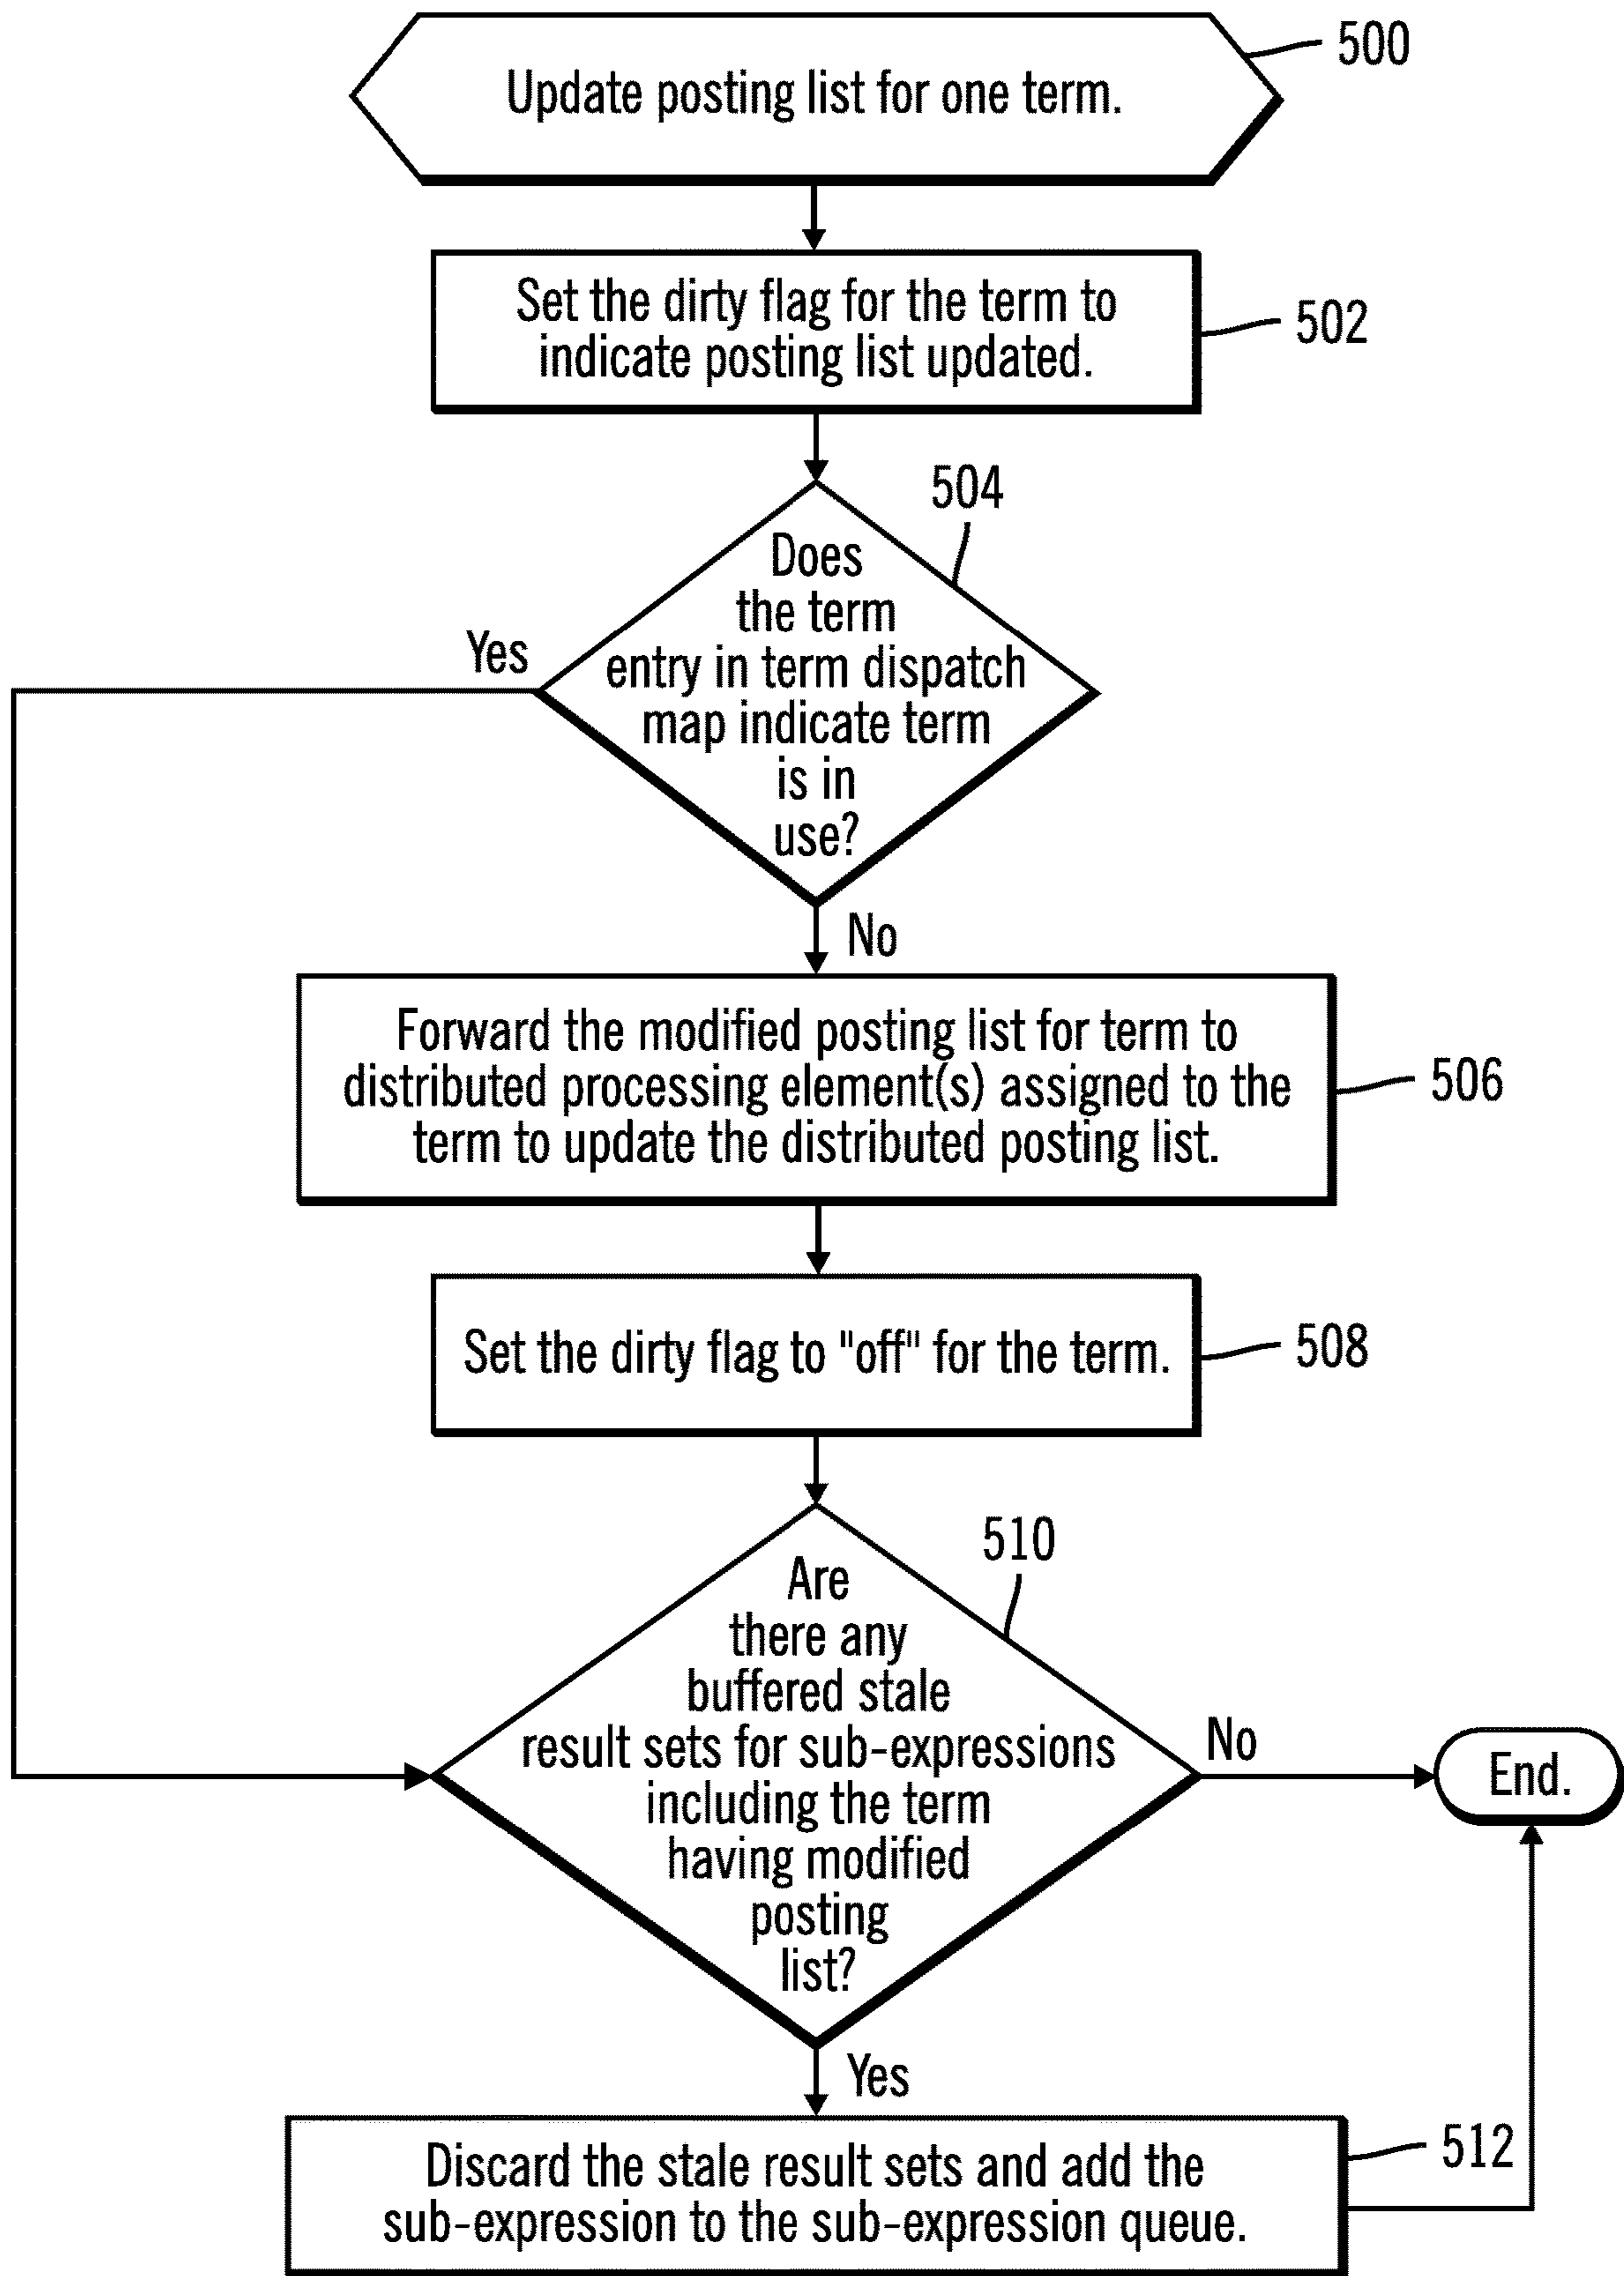 Update posting list for one term.
500
Set the dirty flag for the term to
indicate posting list updated.
502
504
Does
the term
entry in term dispatch
map indicate term
is in
use?
Yes
No
Forward the modified posting list for term to
distributed processing element(s) assigned to the
term to update the distributed posting list.
506
Set the dirty flag to "off" for the term.
508
510
Are
there any
buffered stale
result sets for sub-expressions
including the term
having modified
posting
list?
No
End.
Yes
Discard the stale result sets and add the
sub-expression to the sub-expression queue.
512